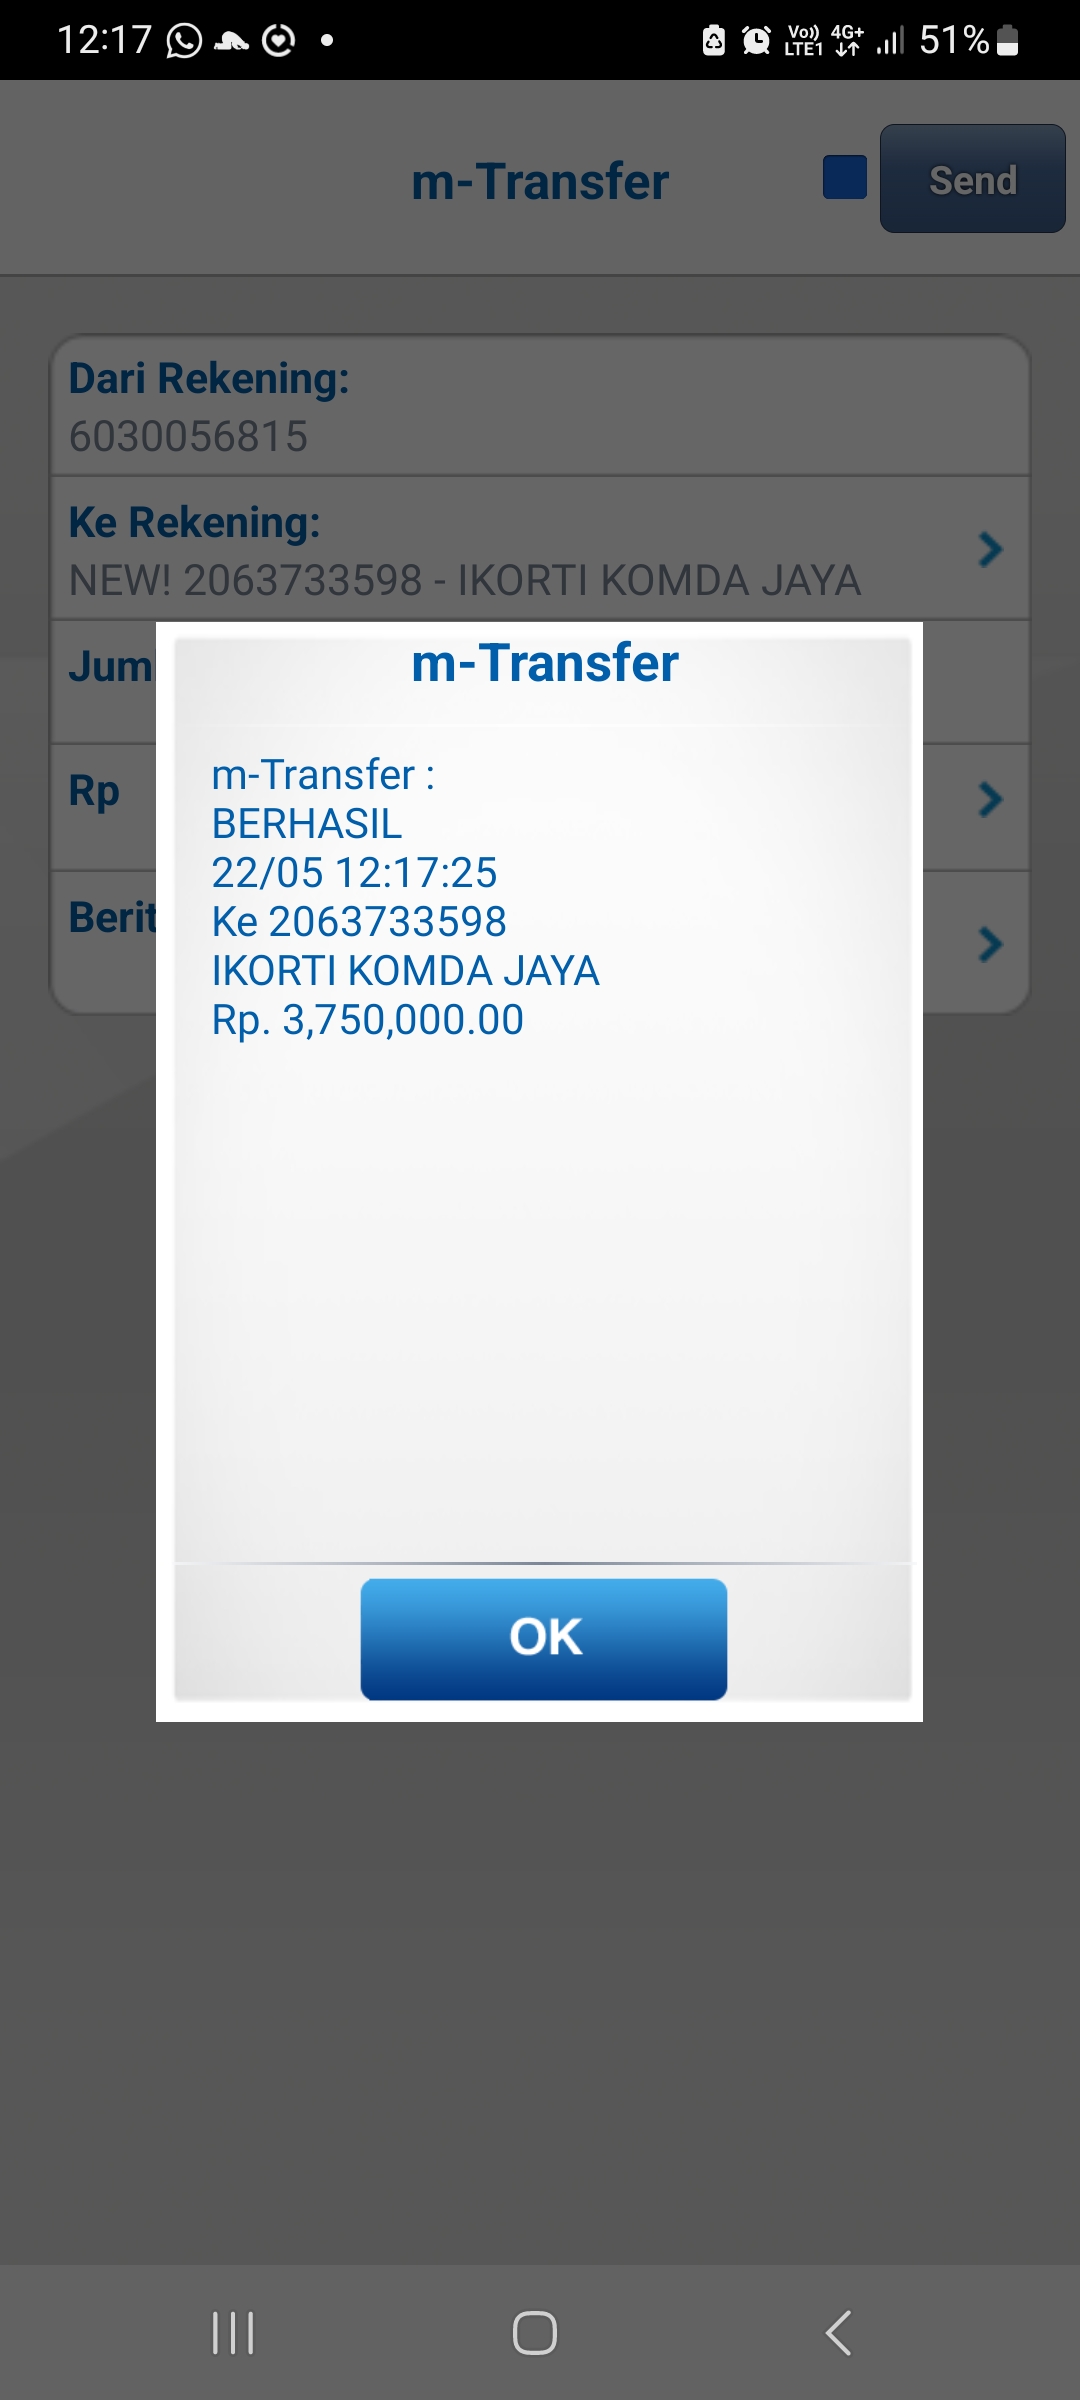 12:17
Vo)) LTE1 4G+ 51%
m-Transfer
Send
Dari Rekening:
6030056815
Ke Rekening:
NEW! 2063733598 - IKORTI KOMDA JAYA
Jum
Rp
Berit
m-Transfer
m-Transfer :
BERHASIL
22/05 12:17:25
Ke 2063733598
IKORTI KOMDA JAYA
Rp. 3,750,000.00
OK